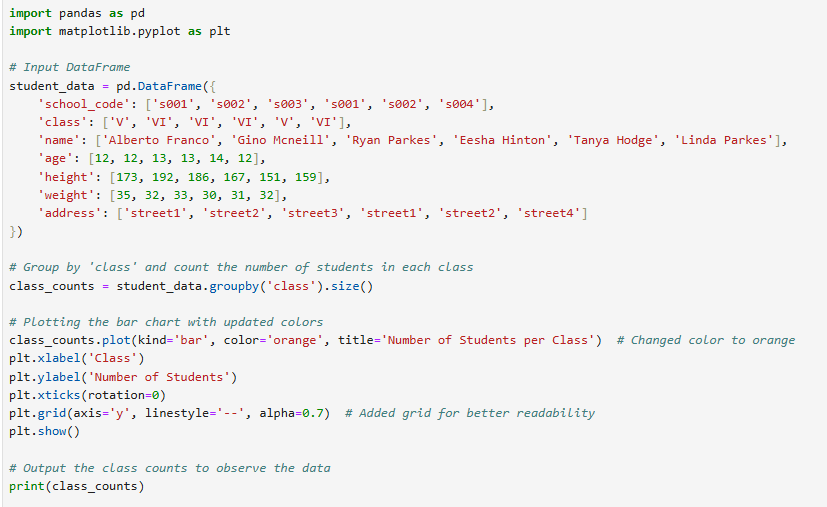 import pandas as pd
import matplotlib.pyplot as plt

# Input DataFrame
student_data = pd.DataFrame({
    'school_code': ['s001', 's002', 's003', 's001', 's002', 's004'],
    'class': ['V', 'VI', 'VI', 'VI', 'V', 'VI'],
    'name': ['Alberto Franco', 'Gino Mcneill', 'Ryan Parkes', 'Eesha Hinton', 'Tanya Hodge', 'Linda Parkes'],
    'age': [12, 12, 13, 13, 14, 12],
    'height': [173, 192, 186, 167, 151, 159],
    'weight': [35, 32, 33, 30, 31, 32],
    'address': ['street1', 'street2', 'street3', 'street1', 'street2', 'street4']
})

# Group by 'class' and count the number of students in each class
class_counts = student_data.groupby('class').size()

# Plotting the bar chart with updated colors
class_counts.plot(kind='bar', color='orange', title='Number of Students per Class')  # Changed color to orange
plt.xlabel('Class')
plt.ylabel('Number of Students')
plt.xticks(rotation=0)
plt.grid(axis='y', linestyle='--', alpha=0.7)  # Added grid for better readability
plt.show()

# Output the class counts to observe the data
print(class_counts)